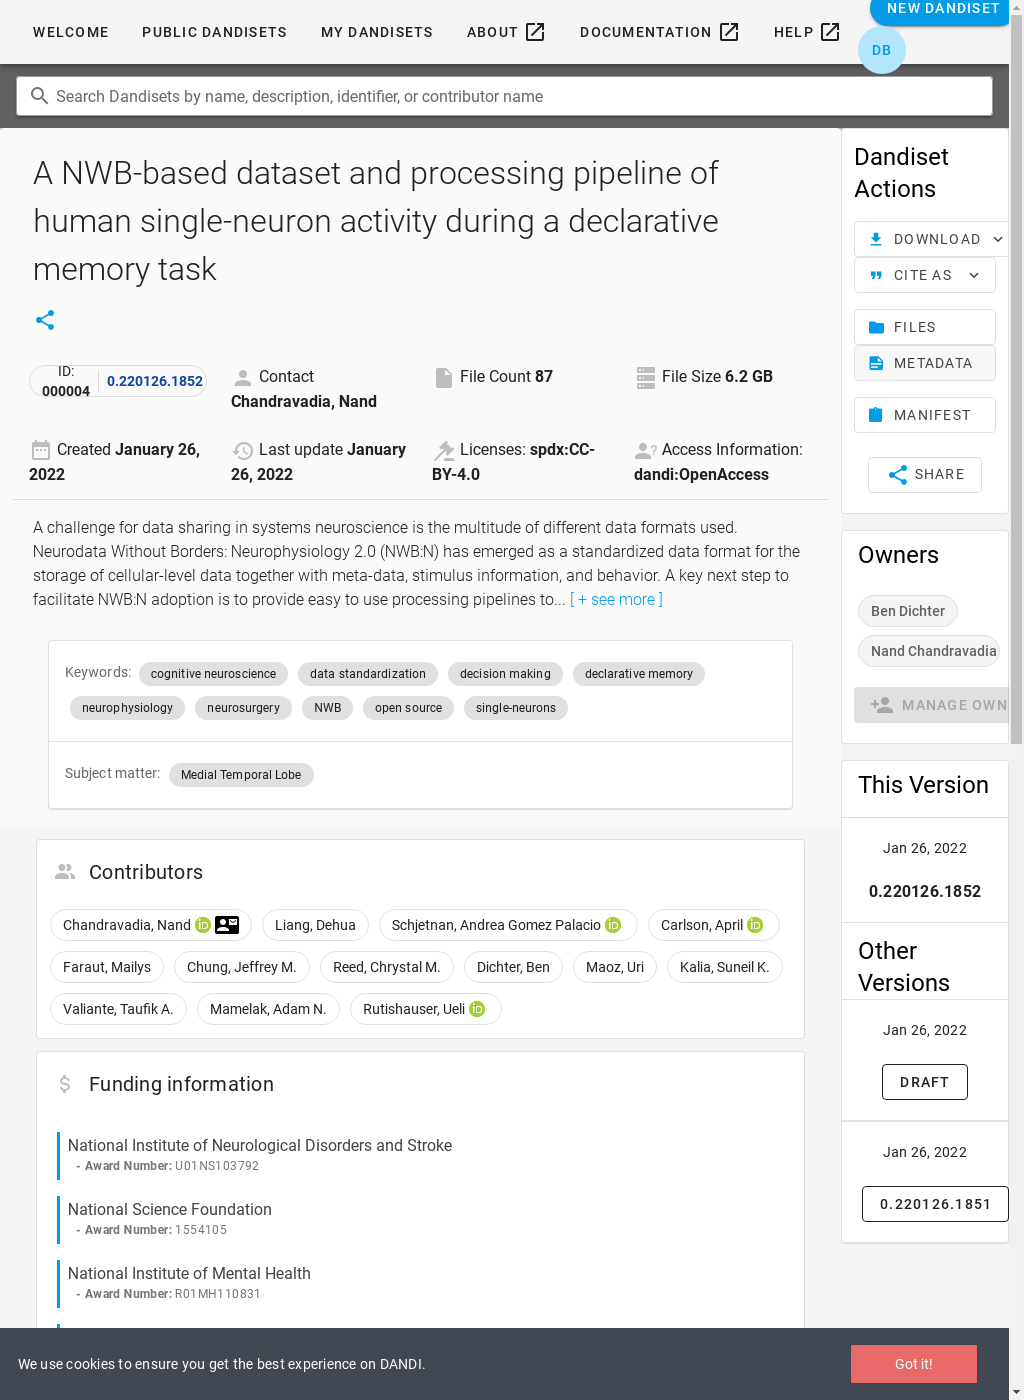 WELCOME PUBLIC DANDISETS MY DANDISETS ABOUT DOCUMENTATION HELP NEW DANDISET
DB
Search Dandisets by name, description, identifier, or contributor name
A NWB-based dataset and processing pipeline of
human single-neuron activity during a declarative
memory task
ID:
000004 0.220126.1852
Contact
Chandravadia, Nand
File Count 87
File Size 6.2 GB
Created January 26,
2022
Last update January
26, 2022
Licenses: spdx:CC-
BY-4.0
Access Information:
dandi:OpenAccess
A challenge for data sharing in systems neuroscience is the multitude of different data formats used.
Neurodata Without Borders: Neurophysiology 2.0 (NWB:N) has emerged as a standardized data format for the
storage of cellular-level data together with meta-data, stimulus information, and behavior. A key next step to
facilitate NWB:N adoption is to provide easy to use processing pipelines to... [ + see more ]
Keywords: cognitive neuroscience data standardization decision making declarative memory
neurophysiology neurosurgery NWB open source single-neurons
Subject matter: Medial Temporal Lobe
Contributors
Chandravadia, Nand iD Liang, Dehua Schjetnan, Andrea Gomez Palacio iD Carlson, April iD
Faraut, Mailys Chung, Jeffrey M. Reed, Chrystal M. Dichter, Ben Maoz, Uri Kalia, Suneil K.
Valiante, Taufik A. Mamelak, Adam N. Rutishauser, Ueli iD
Funding information
National Institute of Neurological Disorders and Stroke
- Award Number: U01NS103792
National Science Foundation
- Award Number: 1554105
National Institute of Mental Health
- Award Number: R01MH110831
Dandiset
Actions
DOWNLOAD
CITE AS
FILES
METADATA
MANIFEST
SHARE
Owners
Ben Dichter
Nand Chandravadia
MANAGE OWN
This Version
Jan 26, 2022
0.220126.1852
Other
Versions
Jan 26, 2022
DRAFT
Jan 26, 2022
0.220126.1851
We use cookies to ensure you get the best experience on DANDI.
Got it!